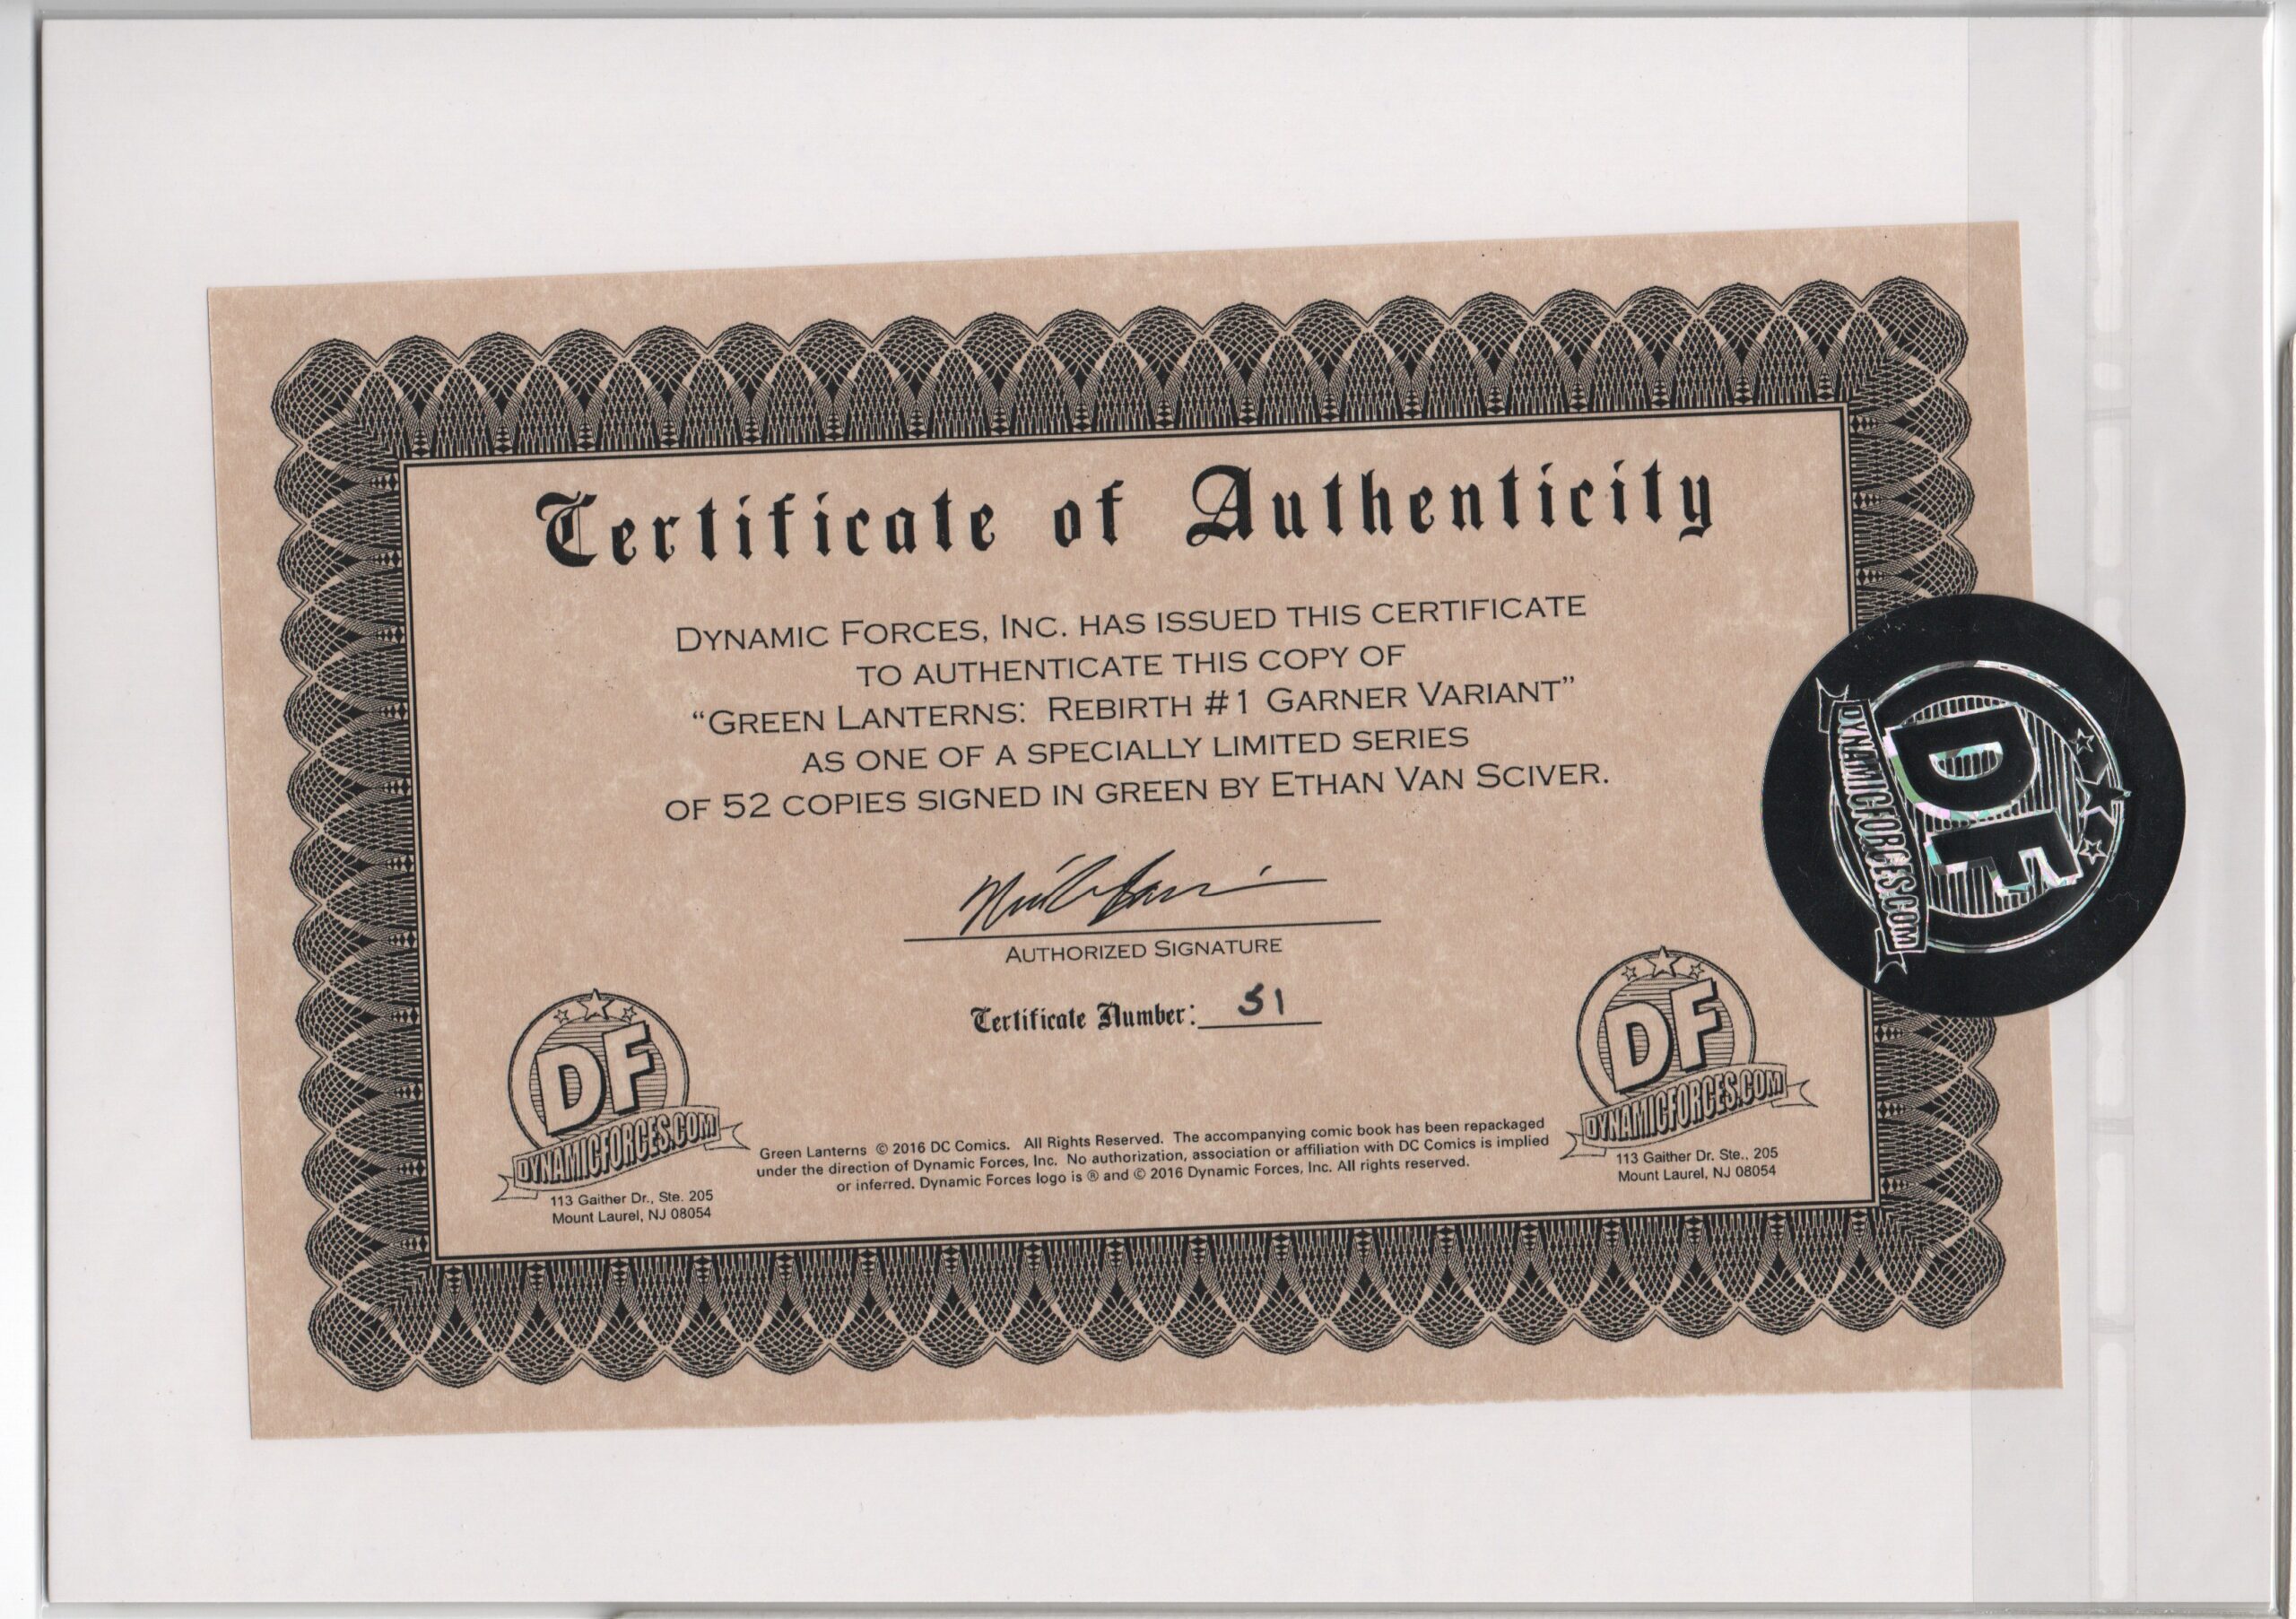 Certificate of Authenticity
DYNAMIC FORCES, INC. HAS ISSUED THIS CERTIFICATE
TO AUTHENTICATE THIS COPY OF
“GREEN LANTERNS: REBIRTH #1 GARNER VARIANT”
AS ONE OF A SPECIALLY LIMITED SERIES
OF 52 COPIES SIGNED IN GREEN BY ETHAN VAN SCIVER.
AUTHORIZED SIGNATURE
Certificate Number: 51
DF
DYNAMICFORCES.COM
113 Gaither Dr., Ste. 205
Mount Laurel, NJ 08054
Green Lanterns © 2016 DC Comics. All Rights Reserved. The accompanying comic book has been repackaged
under the direction of Dynamic Forces, Inc. No authorization, association or affiliation with DC Comics is implied
or inferred. Dynamic Forces logo is ® and © 2016 Dynamic Forces, Inc. All rights reserved.
DF
DYNAMICFORCES.COM
113 Gaither Dr. Ste., 205
Mount Laurel, NJ 08054
DF
DYNAMICFORCES.COM